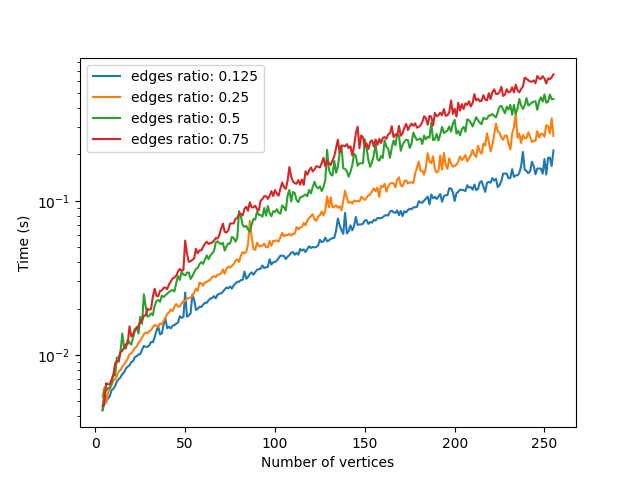 edges ratio: 0.125
edges ratio: 0.25
edges ratio: 0.5
edges ratio: 0.75
Time (s)
10⁻¹
10⁻²
0 50 100 150 200 250
Number of vertices